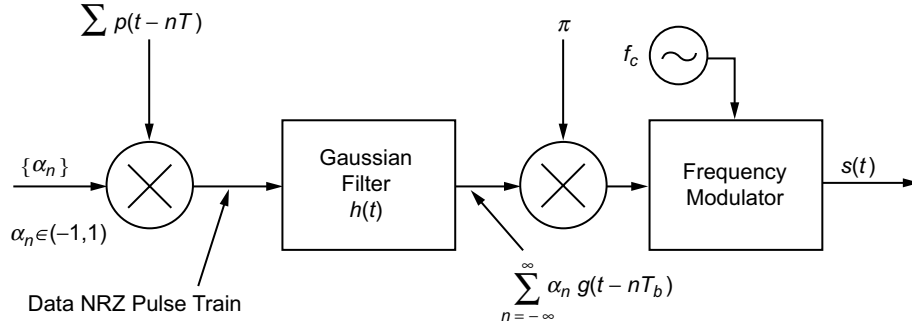 ∑ p(t – nT)
π
f_c
{α_n}
Gaussian
Filter
h(t)
Frequency
Modulator
s(t)
α_n∈(–1,1)
Data NRZ Pulse Train
∞
∑ α_n g(t – nT_b)
n = – ∞